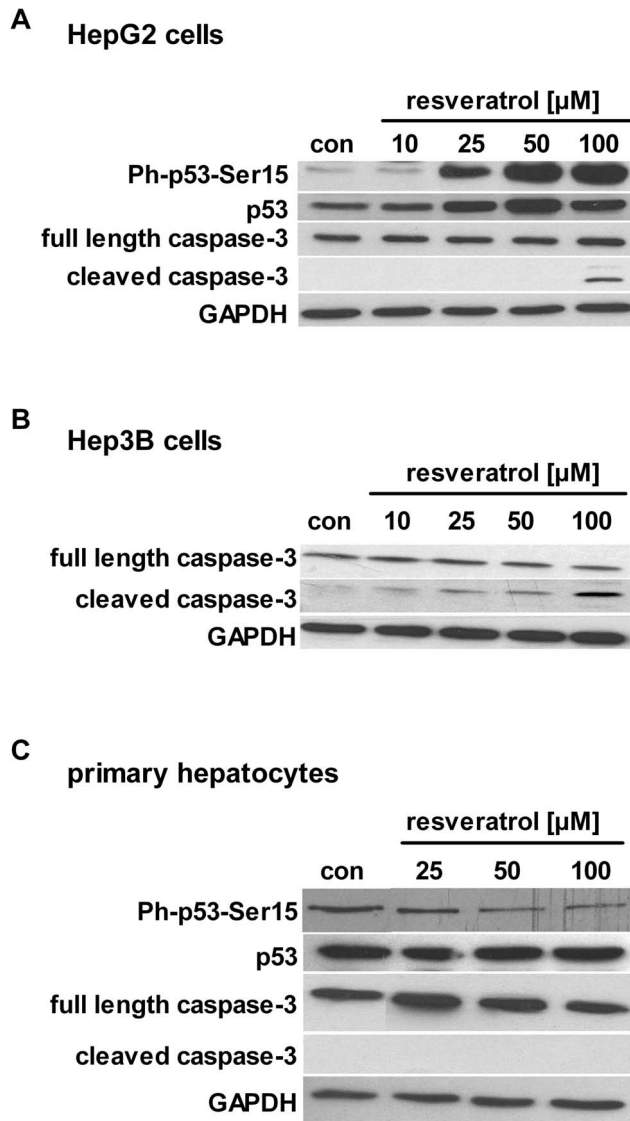 A HepG2 cells
resveratrol [µM]
con 10 25 50 100
Ph-p53-Ser15
p53
full length caspase-3
cleaved caspase-3
GAPDH
B Hep3B cells
resveratrol [µM]
con 10 25 50 100
full length caspase-3
cleaved caspase-3
GAPDH
C primary hepatocytes
resveratrol [µM]
con 25 50 100
Ph-p53-Ser15
p53
full length caspase-3
cleaved caspase-3
GAPDH